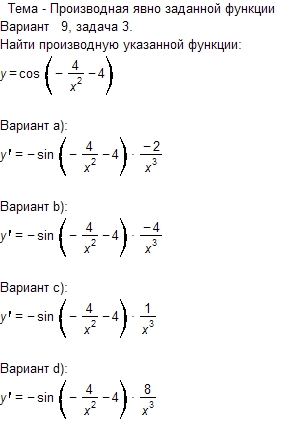 Тема - Производная явно заданной функции
Вариант 9, задача 3.
Найти производную указанной функции:
y = cos (- 4/x² - 4)
Вариант a):
y' = - sin (- 4/x² - 4) · -2/x³
Вариант b):
y' = - sin (- 4/x² - 4) · -4/x³
Вариант c):
y' = - sin (- 4/x² - 4) · 1/x³
Вариант d):
y' = - sin (- 4/x² - 4) · 8/x³